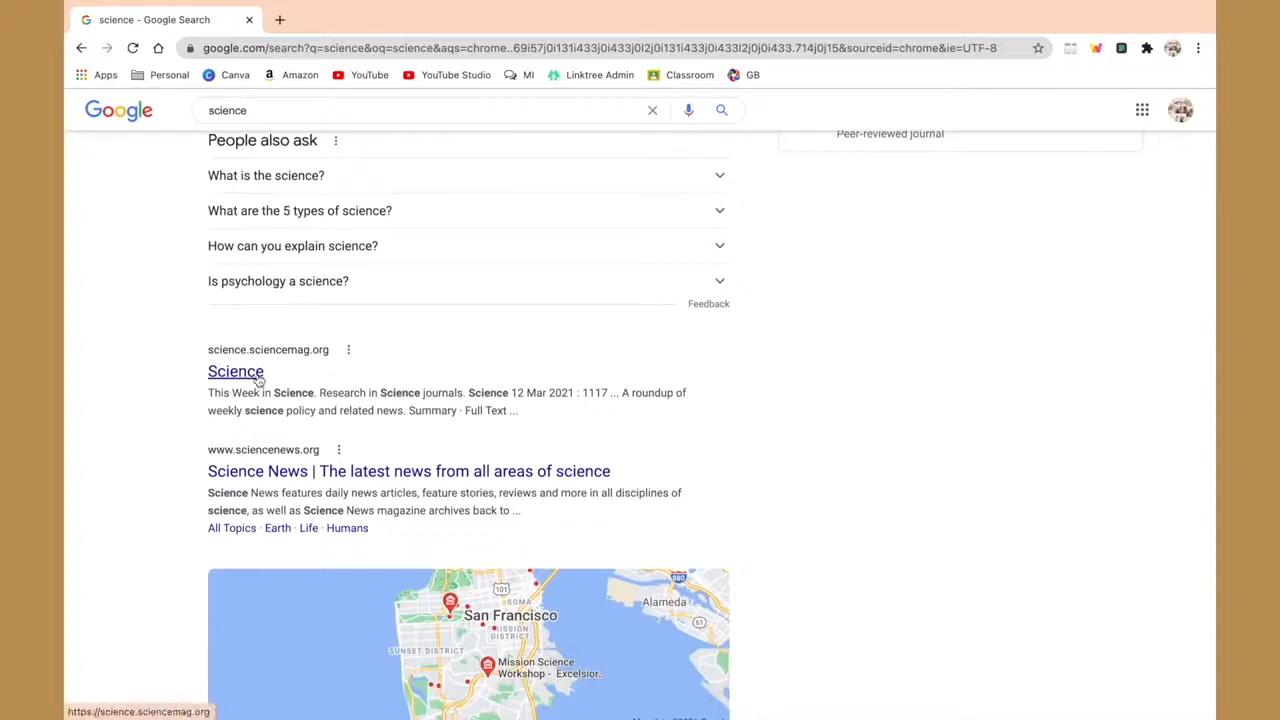 science - Google Search
google.com/search?q=science&oq=science&aqs=chrome..69i57j0i131i433j0i433j0l2j0i131i433j0i433l2j0j0i433.714j0j15&sourceid=chrome&ie=UTF-8
Apps Personal Canva Amazon YouTube YouTube Studio MI Linktree Admin Classroom GB
Google science
People also ask
Peer-reviewed journal
What is the science?
What are the 5 types of science?
How can you explain science?
Is psychology a science?
Feedback
science.sciencemag.org
Science
This Week in Science. Research in Science journals. Science 12 Mar 2021 : 1117 ... A roundup of
weekly science policy and related news. Summary · Full Text ...
www.sciencenews.org
Science News | The latest news from all areas of science
Science News features daily news articles, feature stories, reviews and more in all disciplines of
science, as well as Science News magazine archives back to ...
All Topics · Earth · Life · Humans
101
880
SOMA
Alameda
San Francisco
61
MISSION
DISTRICT
SUNSET DISTRICT
Mission Science
Workshop - Excelsior...
https://science.sciencemag.org